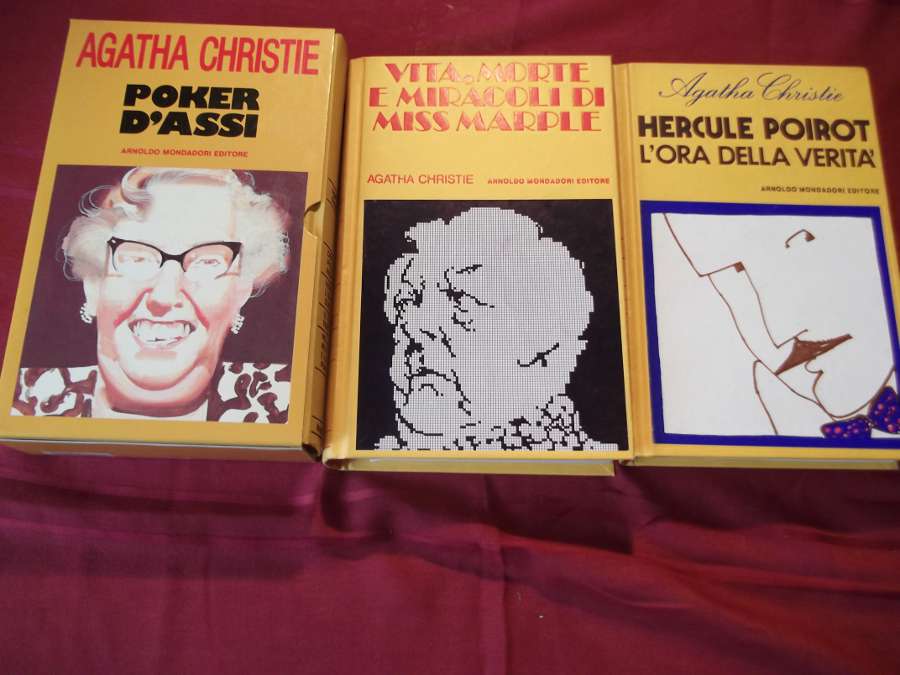 AGATHA CHRISTIE
POKER
D'ASSI
ARNOLDO MONDADORI EDITORE
VITA, MORTE
E MIRACOLI DI
MISS MARPLE
AGATHA CHRISTIE ARNOLDO MONDADORI EDITORE
Agatha Christie
HERCULE POIROT
L'ORA DELLA VERITA'
ARNOLDO MONDADORI EDITORE